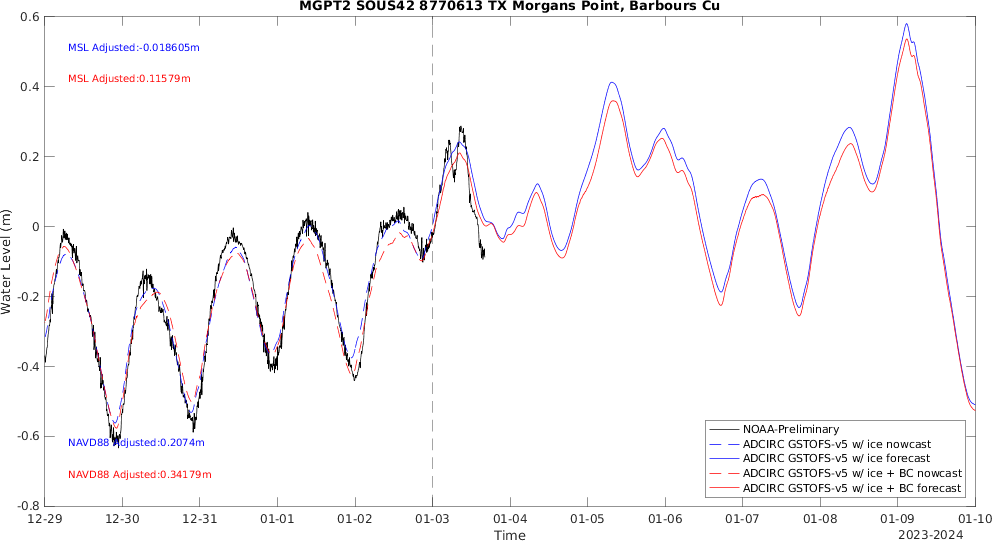 MGPT2 SOUS42 8770613 TX Morgans Point, Barbours Cu
MSL Adjusted:-0.018605m
MSL Adjusted:0.11579m
NAVD88 Adjusted:0.2074m
NAVD88 Adjusted:0.34179m
Water Level (m)
0.6
0.4
0.2
0
-0.2
-0.4
-0.6
-0.8
NOAA-Preliminary
ADCIRC GSTOFS-v5 w/ ice nowcast
ADCIRC GSTOFS-v5 w/ ice forecast
ADCIRC GSTOFS-v5 w/ ice + BC nowcast
ADCIRC GSTOFS-v5 w/ ice + BC forecast
12-29 12-30 12-31 01-01 01-02 01-03 01-04 01-05 01-06 01-07 01-08 01-09 01-10
Time
2023-2024